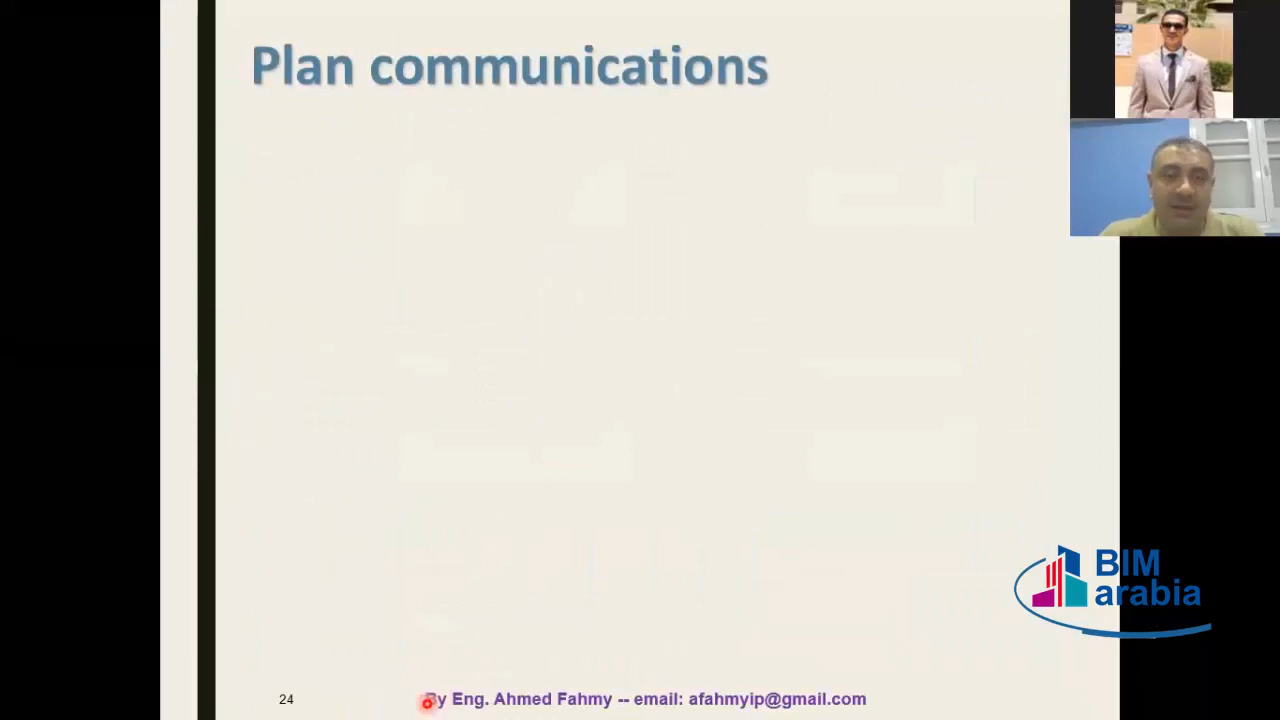 Plan communications
BIM
arabia
24
By Eng. Ahmed Fahmy -- email: afahmyip@gmail.com